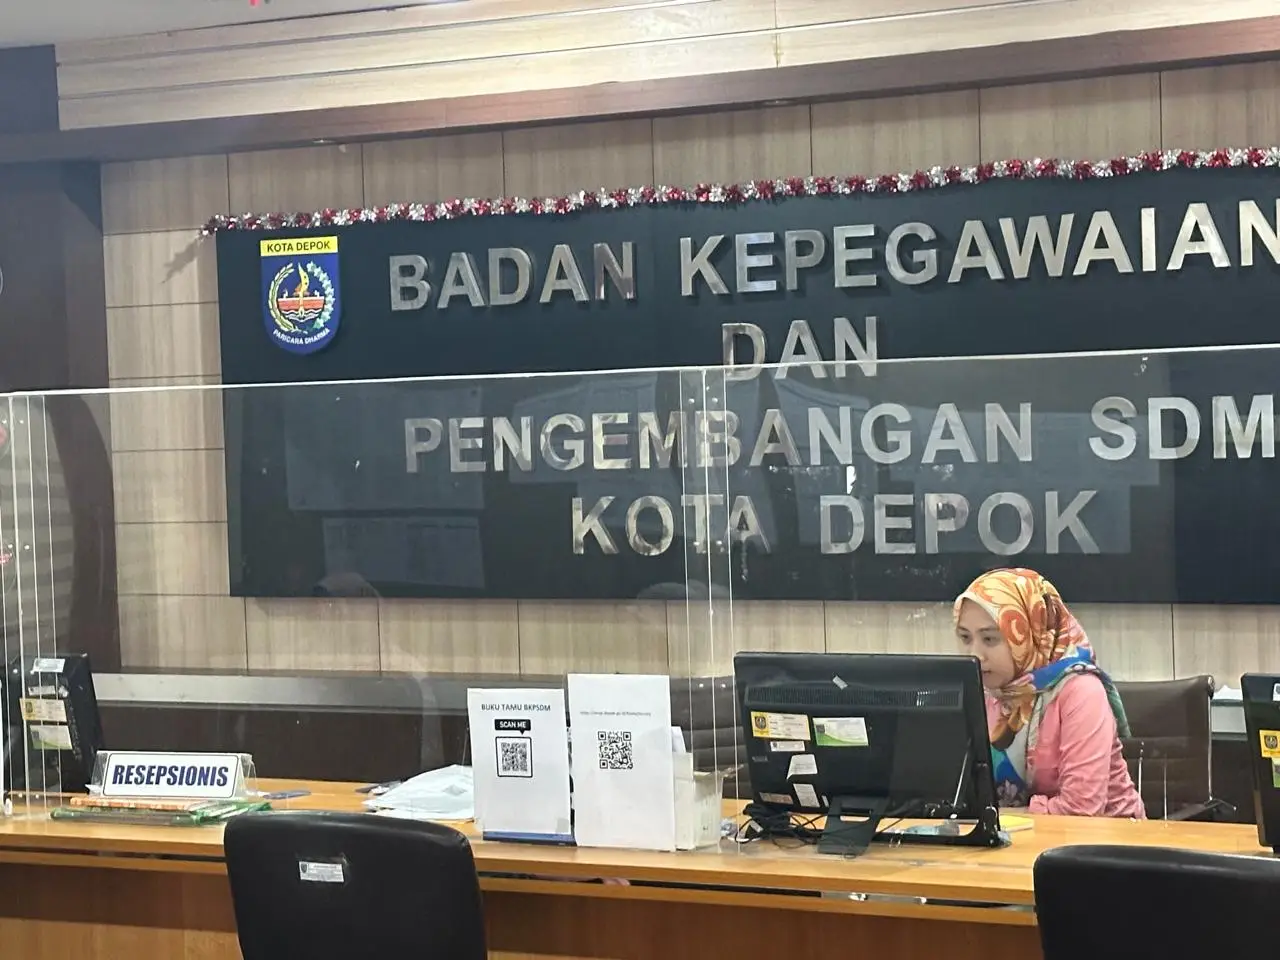 KOTA DEPOK
PARICARA DHARMA
BADAN KEPEGAWAIAN
DAN
PENGEMBANGAN SDM
KOTA DEPOK
BUKU TAMU BKPSDM
SCAN ME
RESEPSIONIS